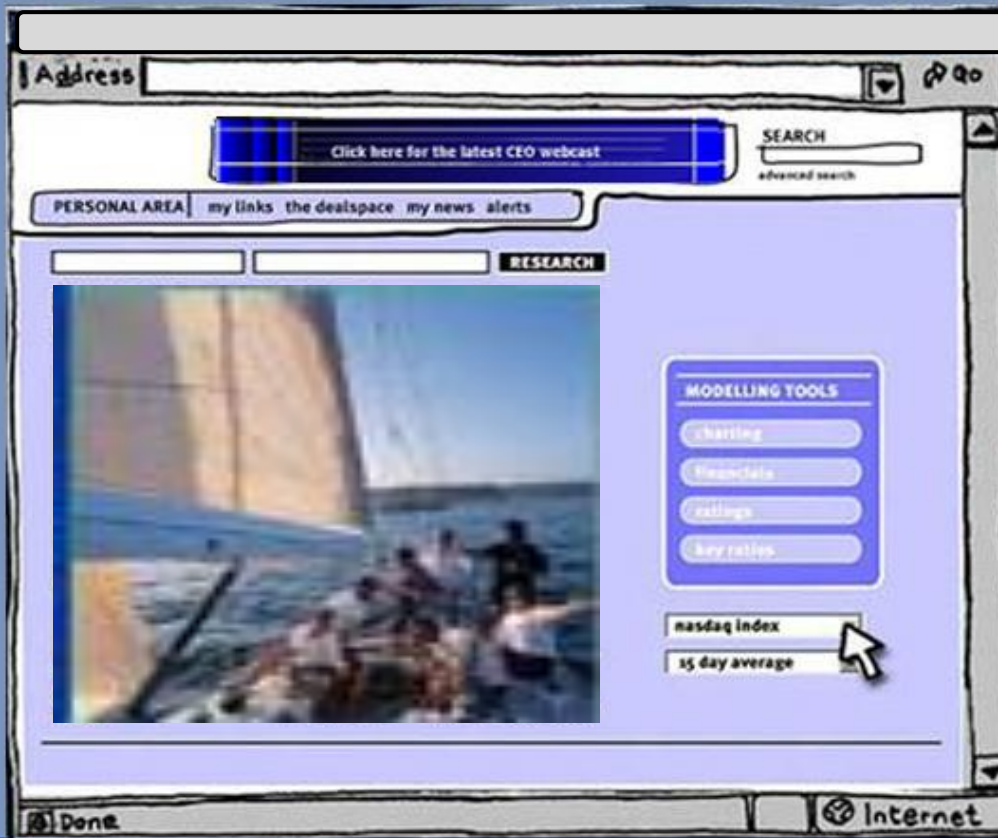 Address
Go
Click here for the latest CEO webcast
SEARCH
advanced search
PERSONAL AREA my links the dealspace my news alerts
RESEARCH
MODELLING TOOLS
charting
financials
ratings
key ratios
nasdaq index
15 day average
Done
Internet